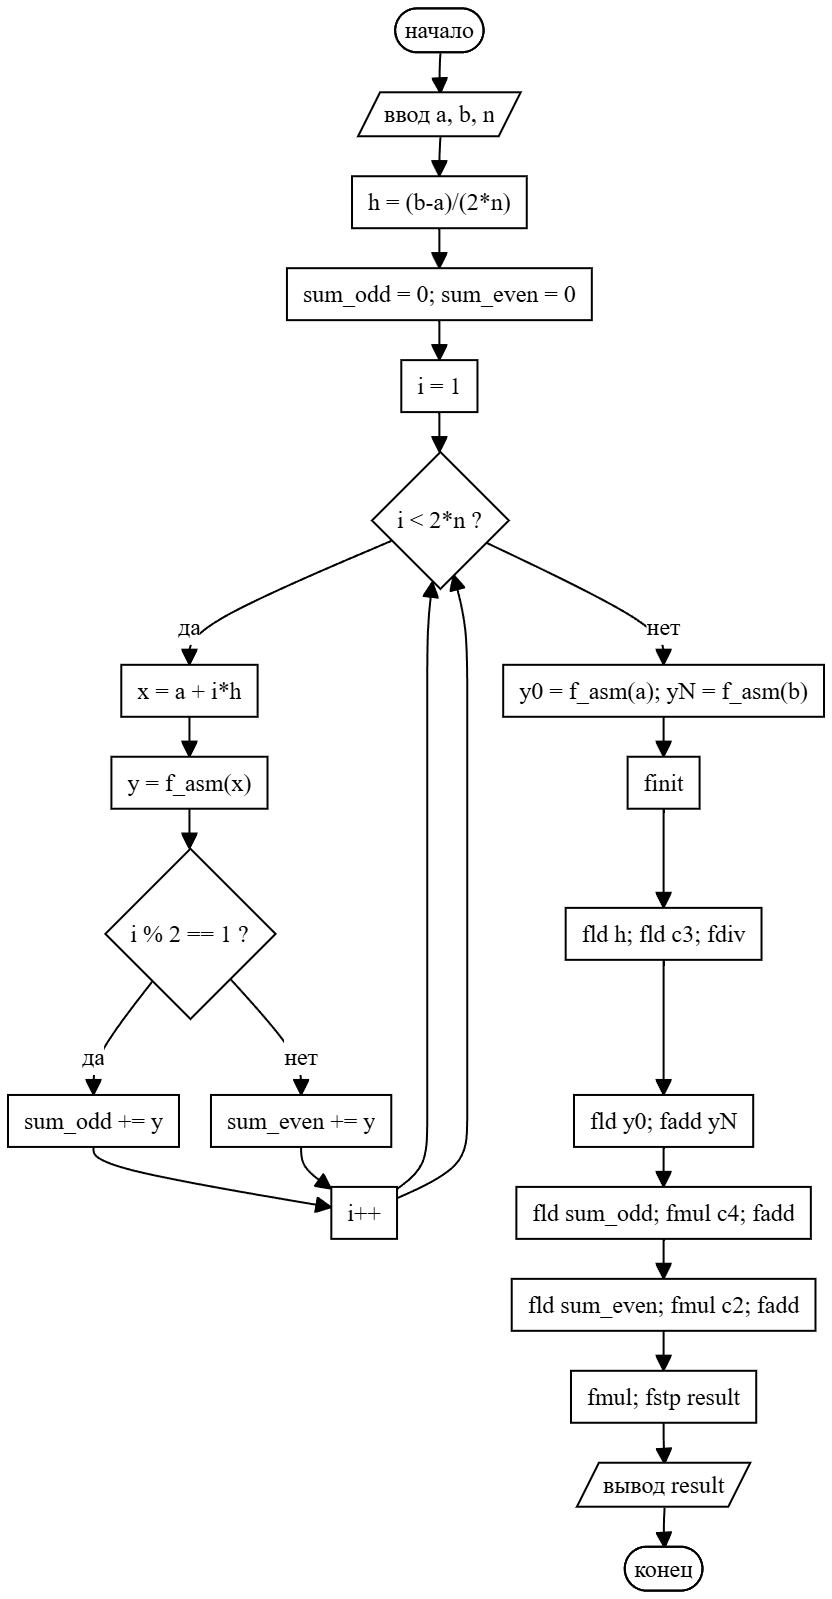 начало
ввод a, b, n
h = (b-a)/(2*n)
sum_odd = 0; sum_even = 0
i = 1
i < 2*n ?
да
нет
x = a + i*h
y0 = f_asm(a); yN = f_asm(b)
y = f_asm(x)
finit
i % 2 == 1 ?
fld h; fld c3; fdiv
да
нет
sum_odd += y
sum_even += y
fld y0; fadd yN
i++
fld sum_odd; fmul c4; fadd
fld sum_even; fmul c2; fadd
fmul; fstp result
вывод result
конец